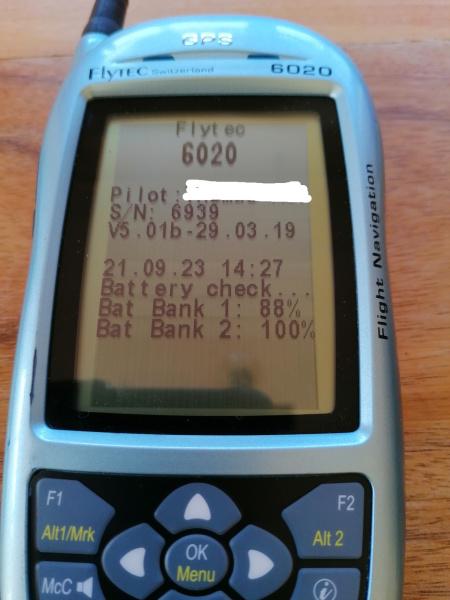 GPS
FLYTEC Switzerland 6020
Flytec
6020
Pilot:
S/N: 6939
V5.01b-29.03.19
21.09.23 14:27
Battery check...
Bat Bank 1: 88%
Bat Bank 2: 100%
Flight Navigation
F1
Alt1/Mrk
F2
Alt 2
OK
Menu
McC
i